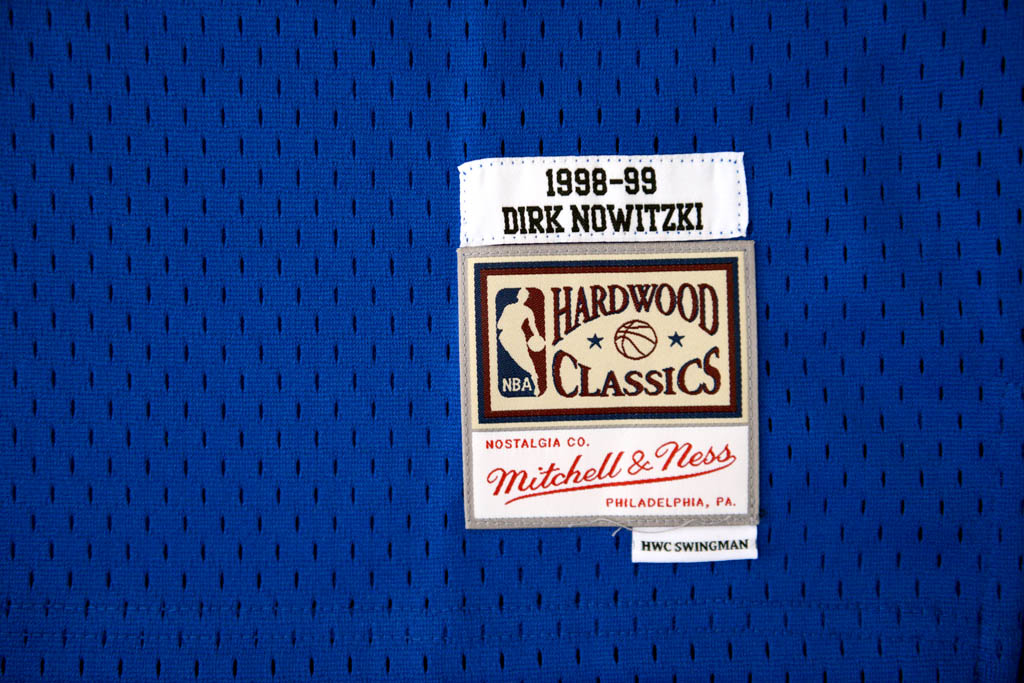 1998-99
DIRK NOWITZKI
HARDWOOD
CLASSICS
NBA
NOSTALGIA CO.
Mitchell & Ness
PHILADELPHIA, PA.
HWC SWINGMAN